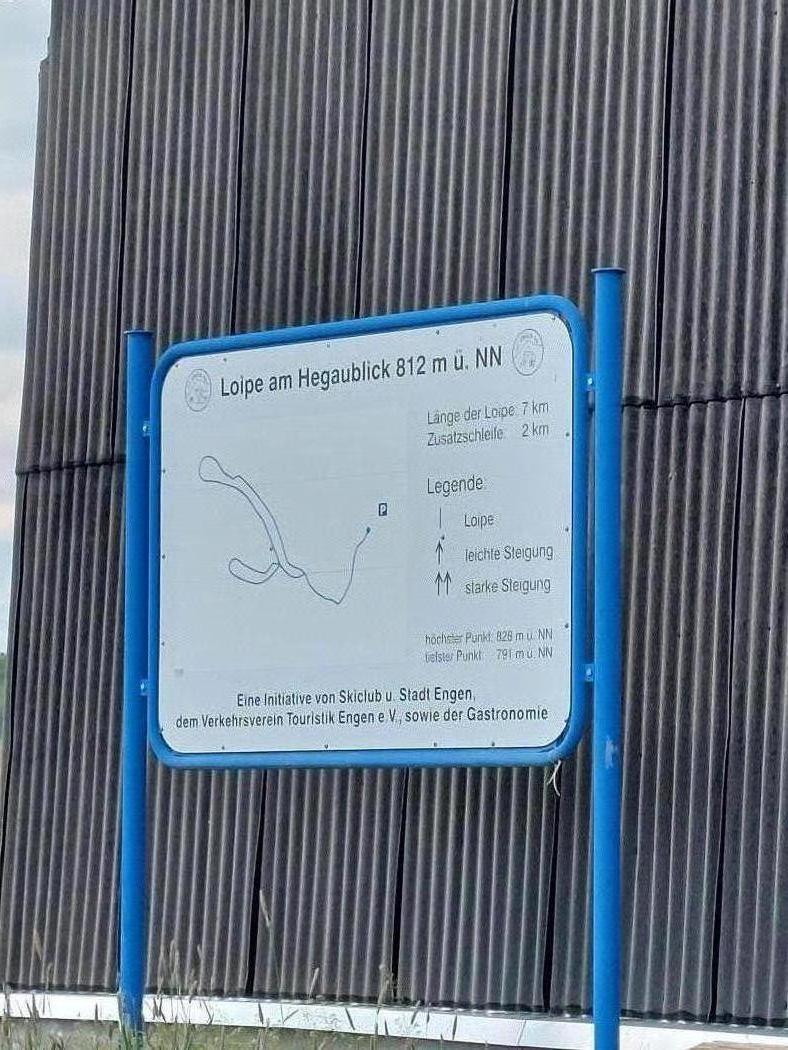 Loipe am Hegaublick 812 m ü. NN
Länge der Loipe: 7 km
Zusatzschleife: 2 km
Legende:
P
Loipe
leichte Steigung
starke Steigung
höchster Punkt: 828 m ü. NN
tiefster Punkt: 791 m ü. NN
Eine Initiative von Skiclub u. Stadt Engen,
dem Verkehrsverein Touristik Engen e.V., sowie der Gastronomie